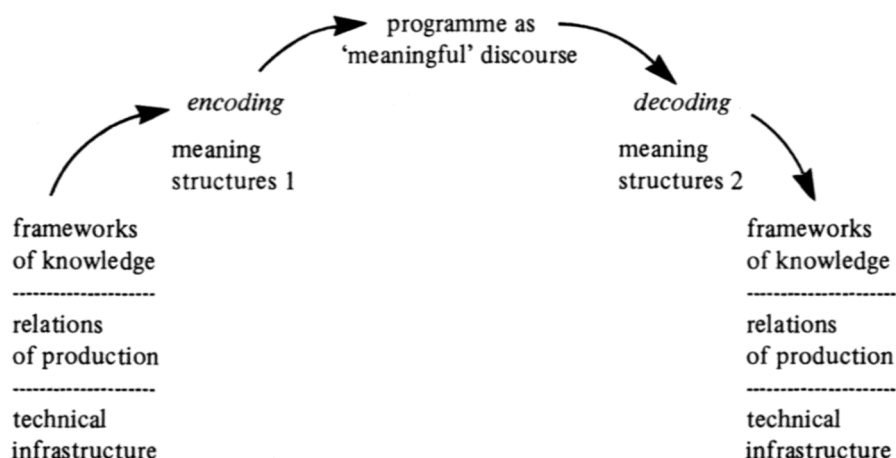 programme as
‘meaningful’ discourse
encoding
decoding
meaning
structures 1
meaning
structures 2
frameworks
of knowledge
relations
of production
technical
infrastructure
frameworks
of knowledge
relations
of production
technical
infrastructure